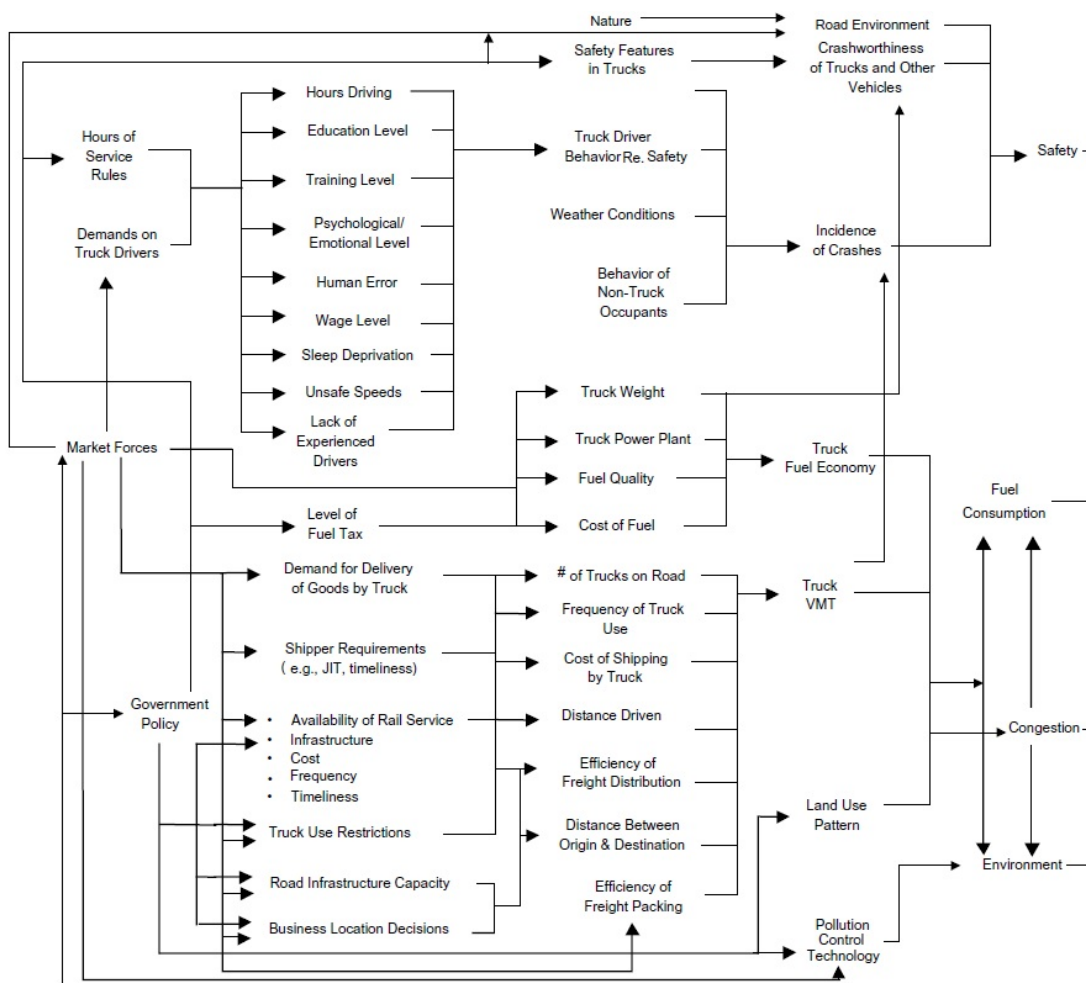 Nature
Road Environment
Safety Features
in Trucks
Crashworthiness
of Trucks and Other
Vehicles
Hours Driving
Hours of
Service
Rules
Education Level
Truck Driver
Behavior Re. Safety
Safety
Training Level
Demands on
Truck Drivers
Psychological/
Emotional Level
Weather Conditions
Incidence
of Crashes
Human Error
Behavior of
Non-Truck
Occupants
Wage Level
Sleep Deprivation
Unsafe Speeds
Truck Weight
Lack of
Experienced
Drivers
Market Forces
Truck Power Plant
Truck
Fuel Economy
Fuel Quality
Fuel
Consumption
Level of
Fuel Tax
Cost of Fuel
Demand for Delivery
of Goods by Truck
# of Trucks on Road
Truck
VMT
Frequency of Truck
Use
Shipper Requirements
( e.g., JIT, timeliness)
Cost of Shipping
by Truck
Government
Policy
• Availability of Rail Service
• Infrastructure
• Cost
• Frequency
• Timeliness
Distance Driven
Congestion
Efficiency of
Freight Distribution
Land Use
Pattern
Truck Use Restrictions
Distance Between
Origin & Destination
Environment
Road Infrastructure Capacity
Efficiency of
Freight Packing
Business Location Decisions
Pollution
Control
Technology